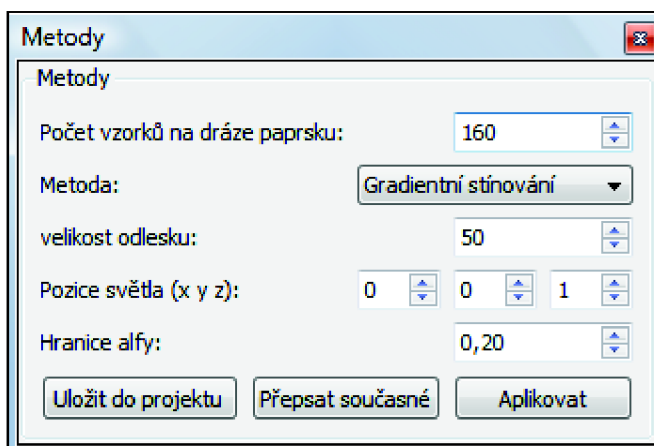 Metody
Metody
Počet vzorků na dráze paprsku: 160
Metoda: Gradientní stínování
velikost odlesku: 50
Pozice světla (x y z): 0 0 1
Hranice alfy: 0,20
Uložit do projektu Přepsat současné Aplikovat